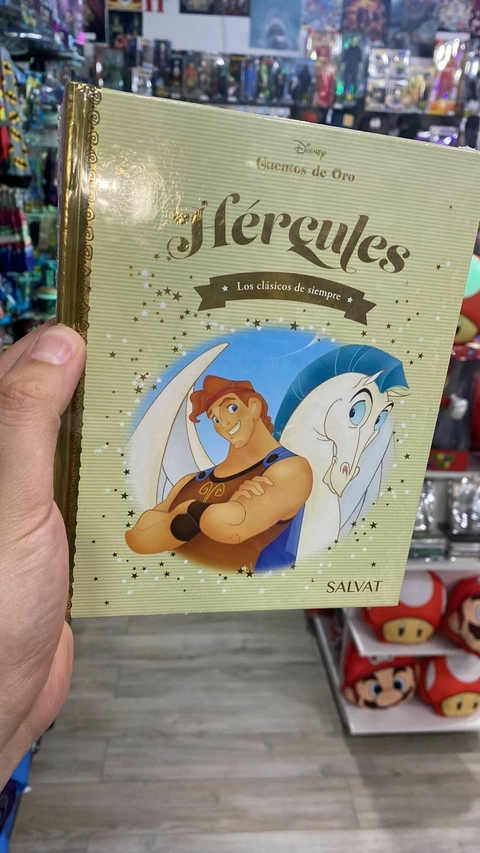 Disney
Cuentos de Oro
Hércules
Los clásicos de siempre
SALVAT